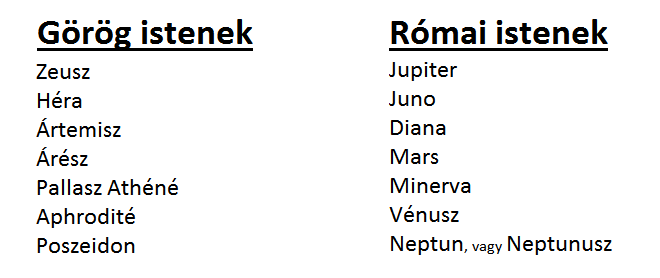 Görög istenek
Zeusz
Héra
Ártemisz
Árész
Pallasz Athéné
Aphrodité
Poszeidon
Római istenek
Jupiter
Juno
Diana
Mars
Minerva
Vénusz
Neptun, vagy Neptunusz